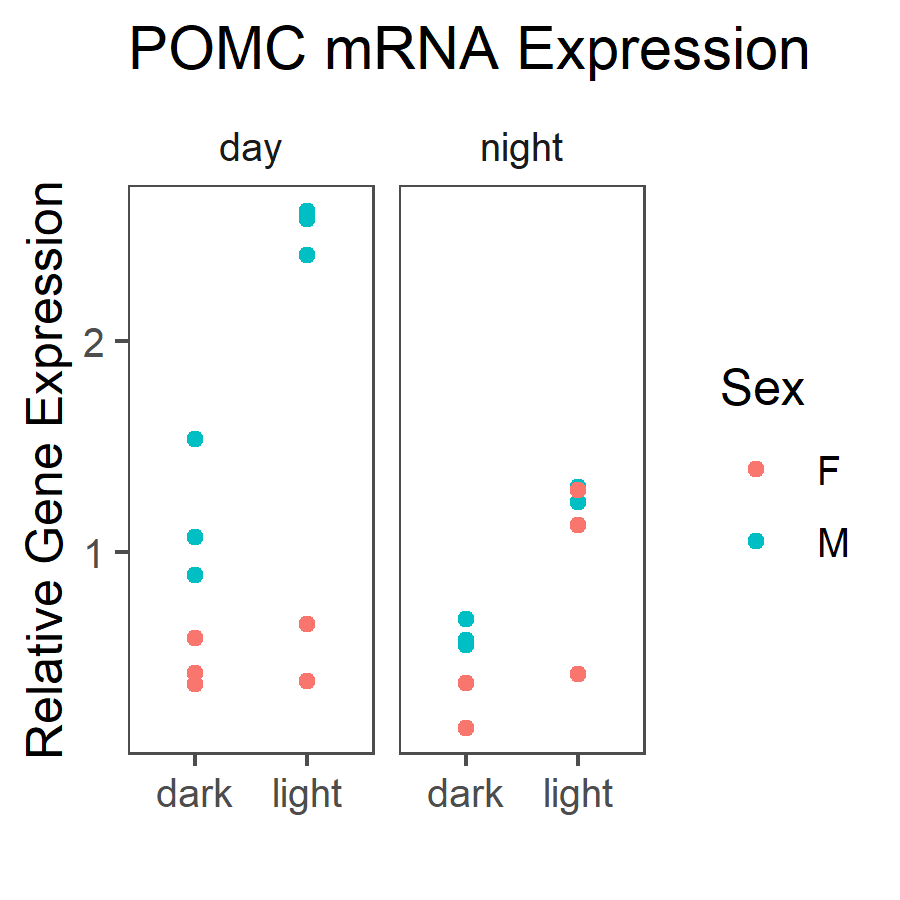 POMC mRNA Expression
day
night
Relative Gene Expression
2
1
dark
light
dark
light
Sex
F
M